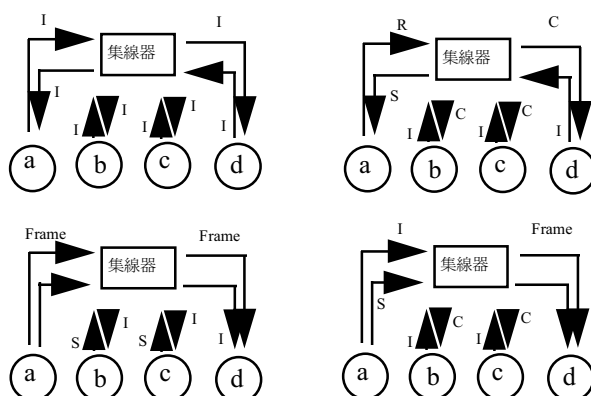 I I
集線器
I I I I I I
a b c d
R C
集線器
S I C I C I
a b c d
Frame Frame
集線器
S I S I I
a b c d
I Frame
集線器
S I C I C I
a b c d